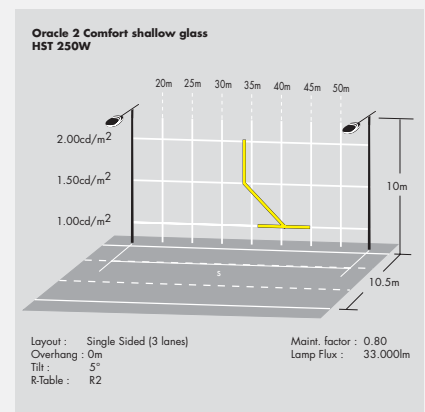 Oracle 2 Comfort shallow glass
HST 250W
20m 25m 30m 35m 40m 45m 50m
2.00cd/m2
1.50cd/m2
1.00cd/m2
10m
10.5m
s
Layout : Single Sided (3 lanes)
Overhang : 0m
Tilt : 5°
R-Table : R2
Maint. factor : 0.80
Lamp Flux : 33.000lm